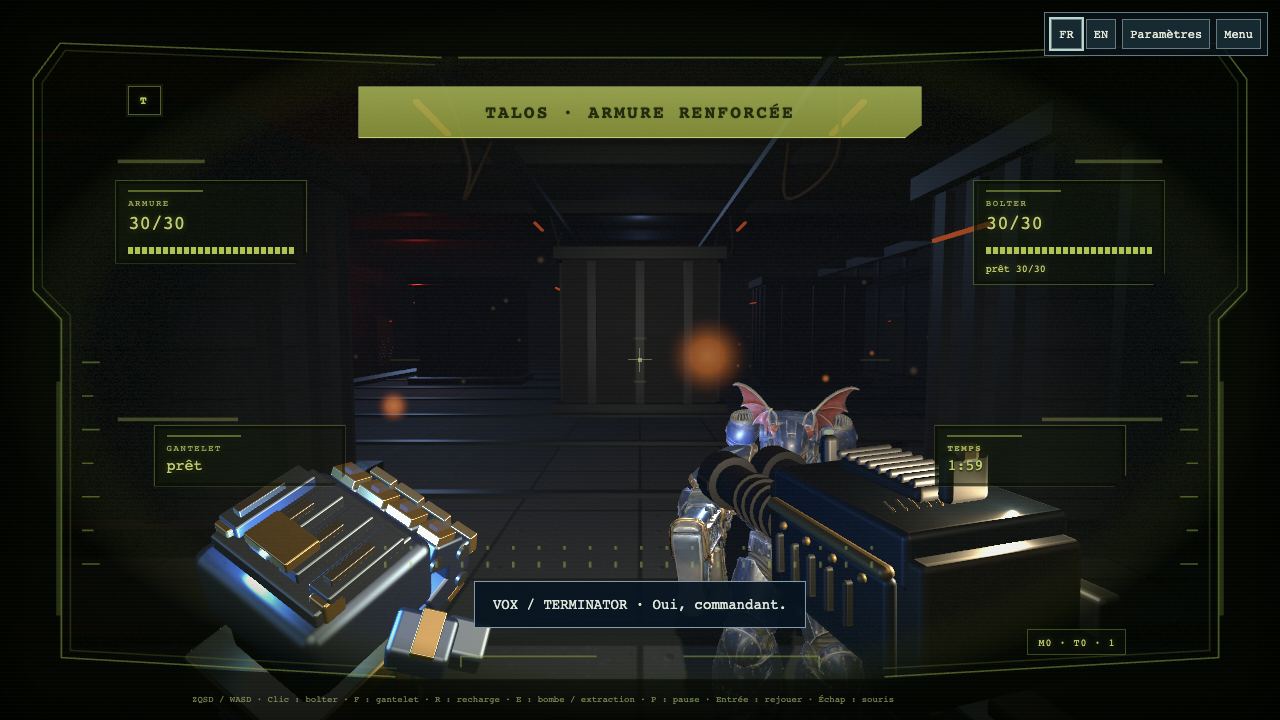 FR EN Paramètres Menu
T
TALOS · ARMURE RENFORCÉE
ARMURE
30/30
BOLTER
30/30
prêt 30/30
GANTELET
prêt
TEMPS
1:59
VOX / TERMINATOR · Oui, commandant.
M0 · T0 · 1
ZQSD / WASD · Clic : bolter · F : gantelet · R : recharge · E : bombe / extraction · P : pause · Entrée : rejouer · Échap : souris